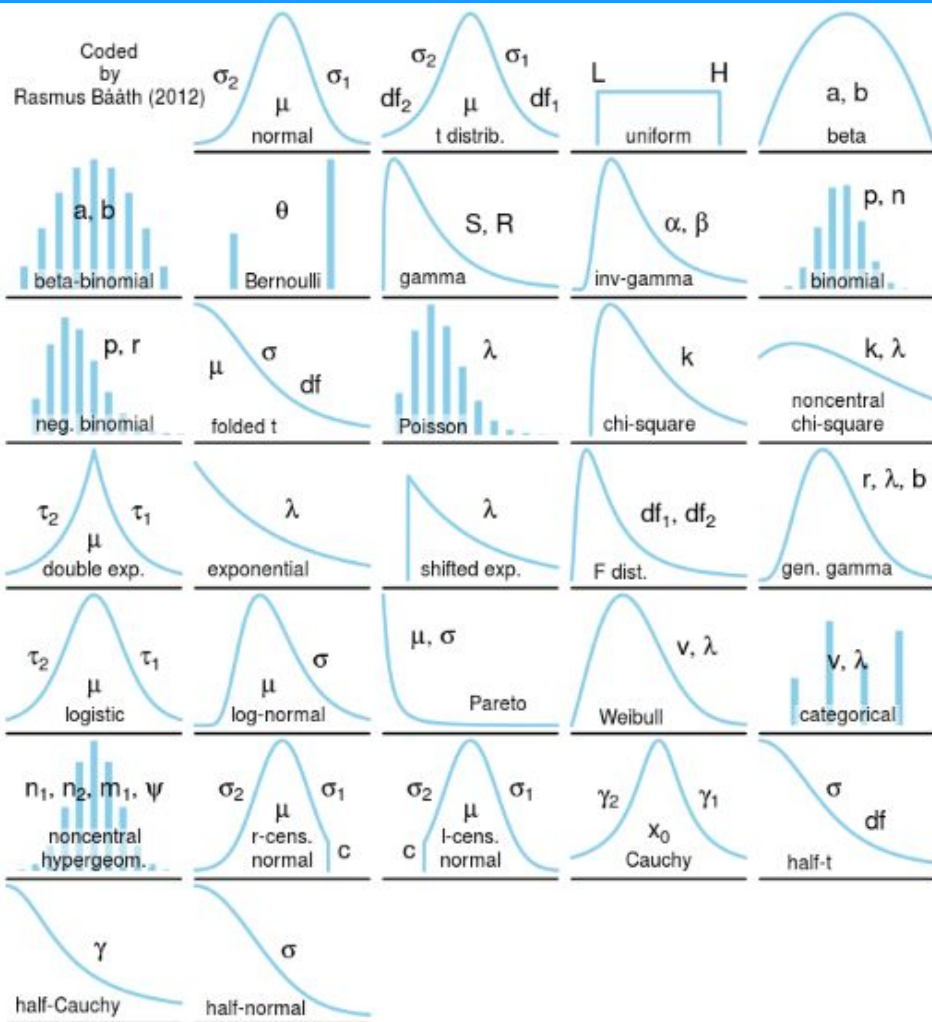 Coded
by
Rasmus Bååth (2012)
σ₂ σ₁
μ
normal
σ₂ σ₁
df₂ μ df₁
t distrib.
L H
uniform
a, b
beta
a, b
beta-binomial
θ
Bernoulli
S, R
gamma
α, β
inv-gamma
p, n
binomial
p, r
neg. binomial
μ σ
df
folded t
λ
Poisson
k
chi-square
k, λ
noncentral
chi-square
τ₂ τ₁
μ
double exp.
λ
exponential
λ
shifted exp.
df₁, df₂
F dist.
r, λ, b
gen. gamma
τ₂ τ₁
μ
logistic
σ
μ
log-normal
μ, σ
Pareto
v, λ
Weibull
v, λ
categorical
n₁, n₂, m₁, ψ
noncentral
hypergeom.
σ₂ σ₁
μ
r-cens.
normal c
σ₂ σ₁
μ
l-cens.
c normal
γ₂ γ₁
x₀
Cauchy
σ
df
half-t
γ
half-Cauchy
σ
half-normal